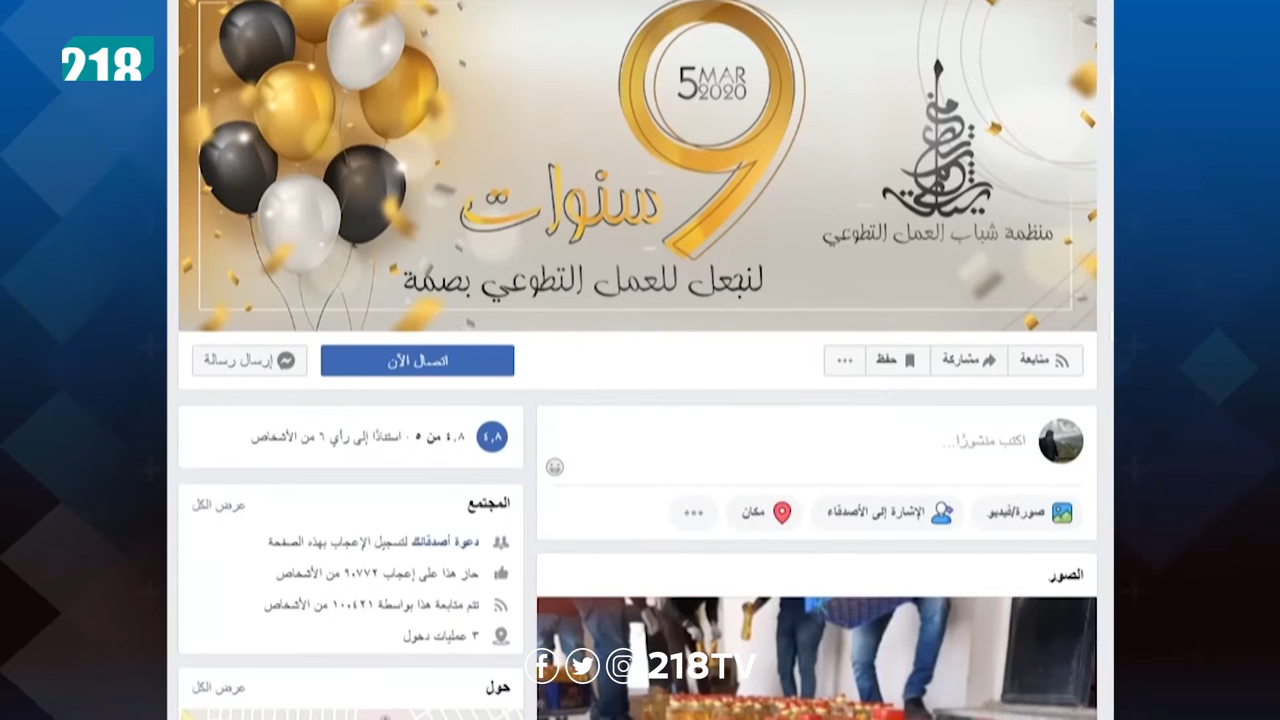 218
5 MAR
2020
9 سنوات
منظمة شباب العمل التطوعي
لنجعل للعمل التطوعي بصمة
متابعة
مشاركة
حفظ
اتصال الآن
إرسال رسالة
اكتب منشورًا...
صورة/فيديو
الإشارة إلى الأصدقاء
مكان
الصور
٤,٨
٤,٨ من ٥ · استنادًا إلى رأي ٦ من الأشخاص
المجتمع
عرض الكل
دعوة أصدقائك لتسجيل الإعجاب بهذه الصفحة
حاز هذا على إعجاب ٩٠٧٧٢ من الأشخاص
تتم متابعة هذا بواسطة ١٠٠٤٢١ من الأشخاص
٣ عمليات دخول
حول
عرض الكل
218TV